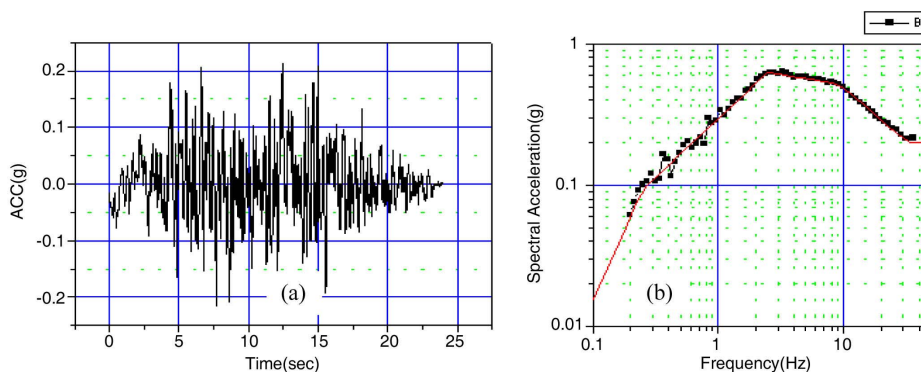 0.2
0.1
0.0
-0.1
-0.2
ACC(g)
0 5 10 15 20 25
Time(sec)
(a)
B
1
0.1
0.01
Spectral Acceleration(g)
0.1 1 10
Frequency(Hz)
(b)